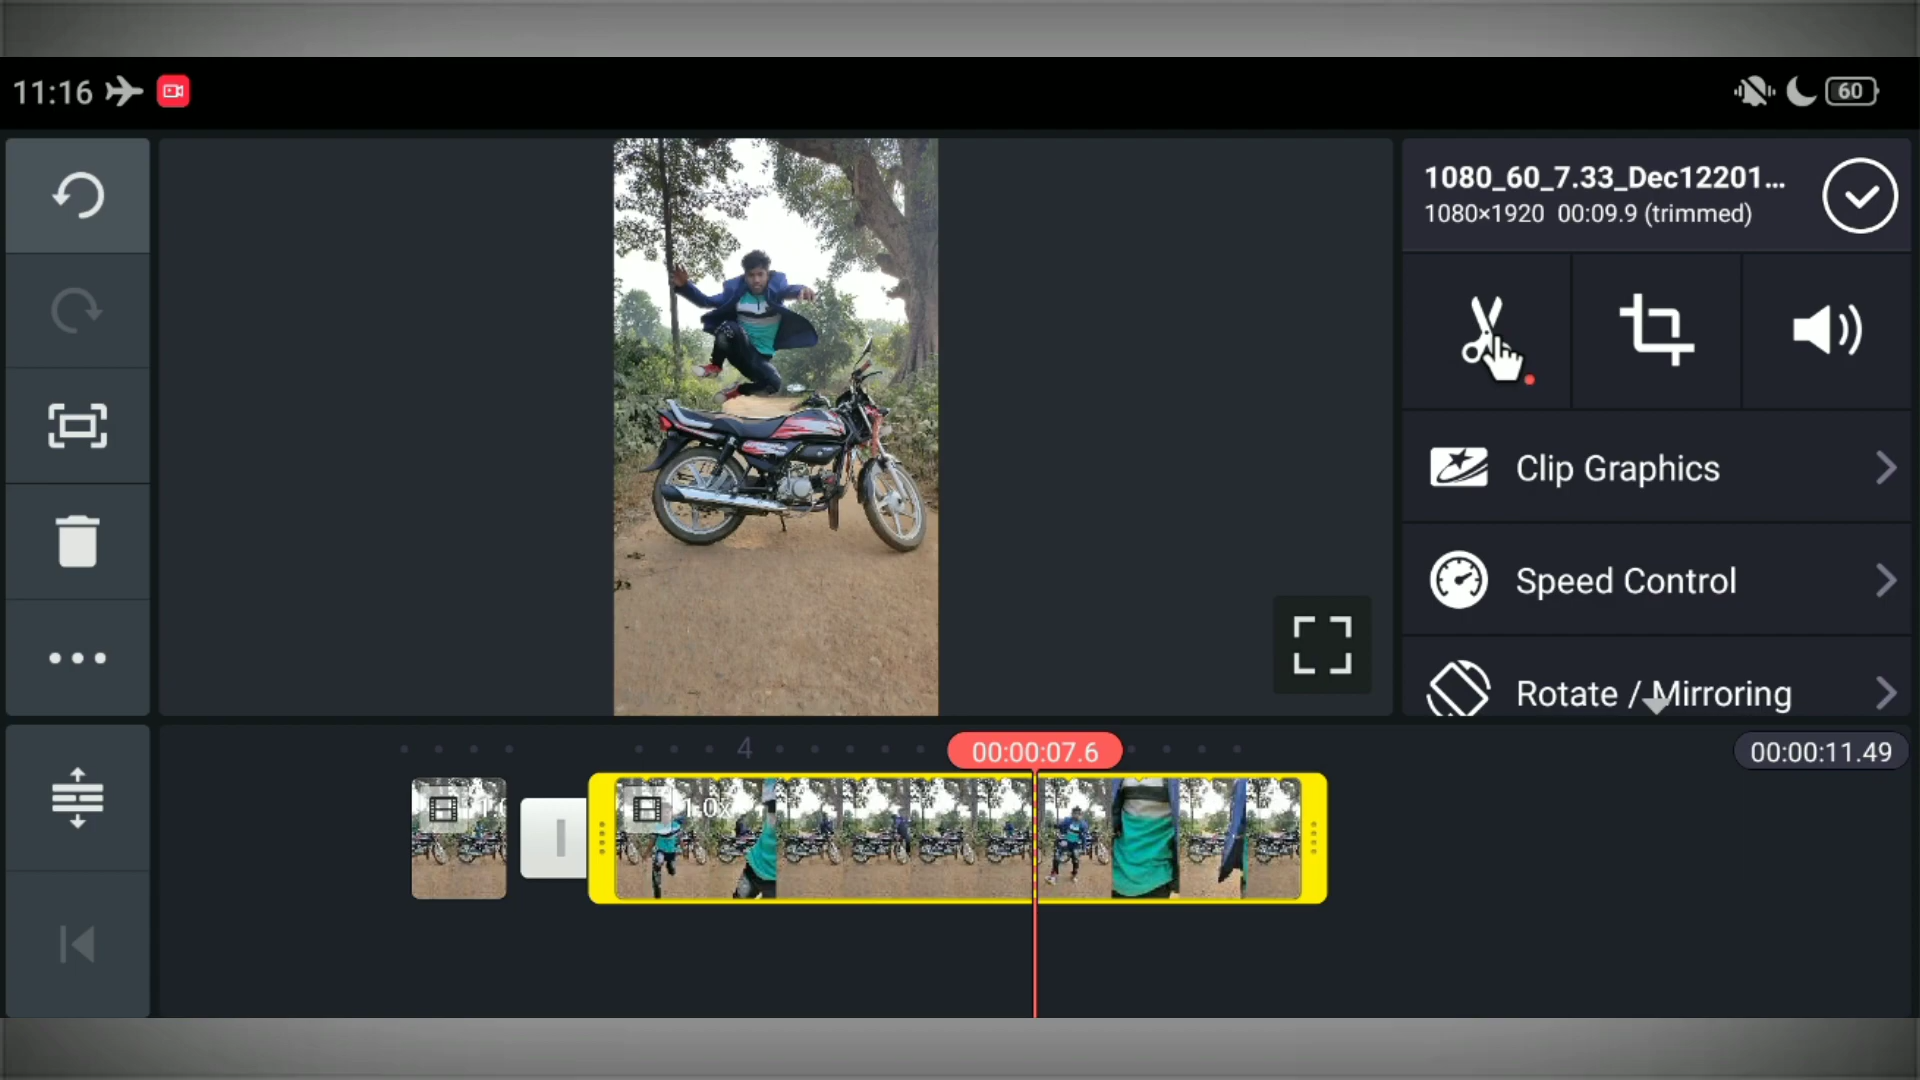 11:16
60
1080_60_7.33_Dec12201...
1080×1920 00:09.9 (trimmed)
Clip Graphics
Speed Control
Rotate / Mirroring
4
00:00:07.6
00:00:11.49
1.0x